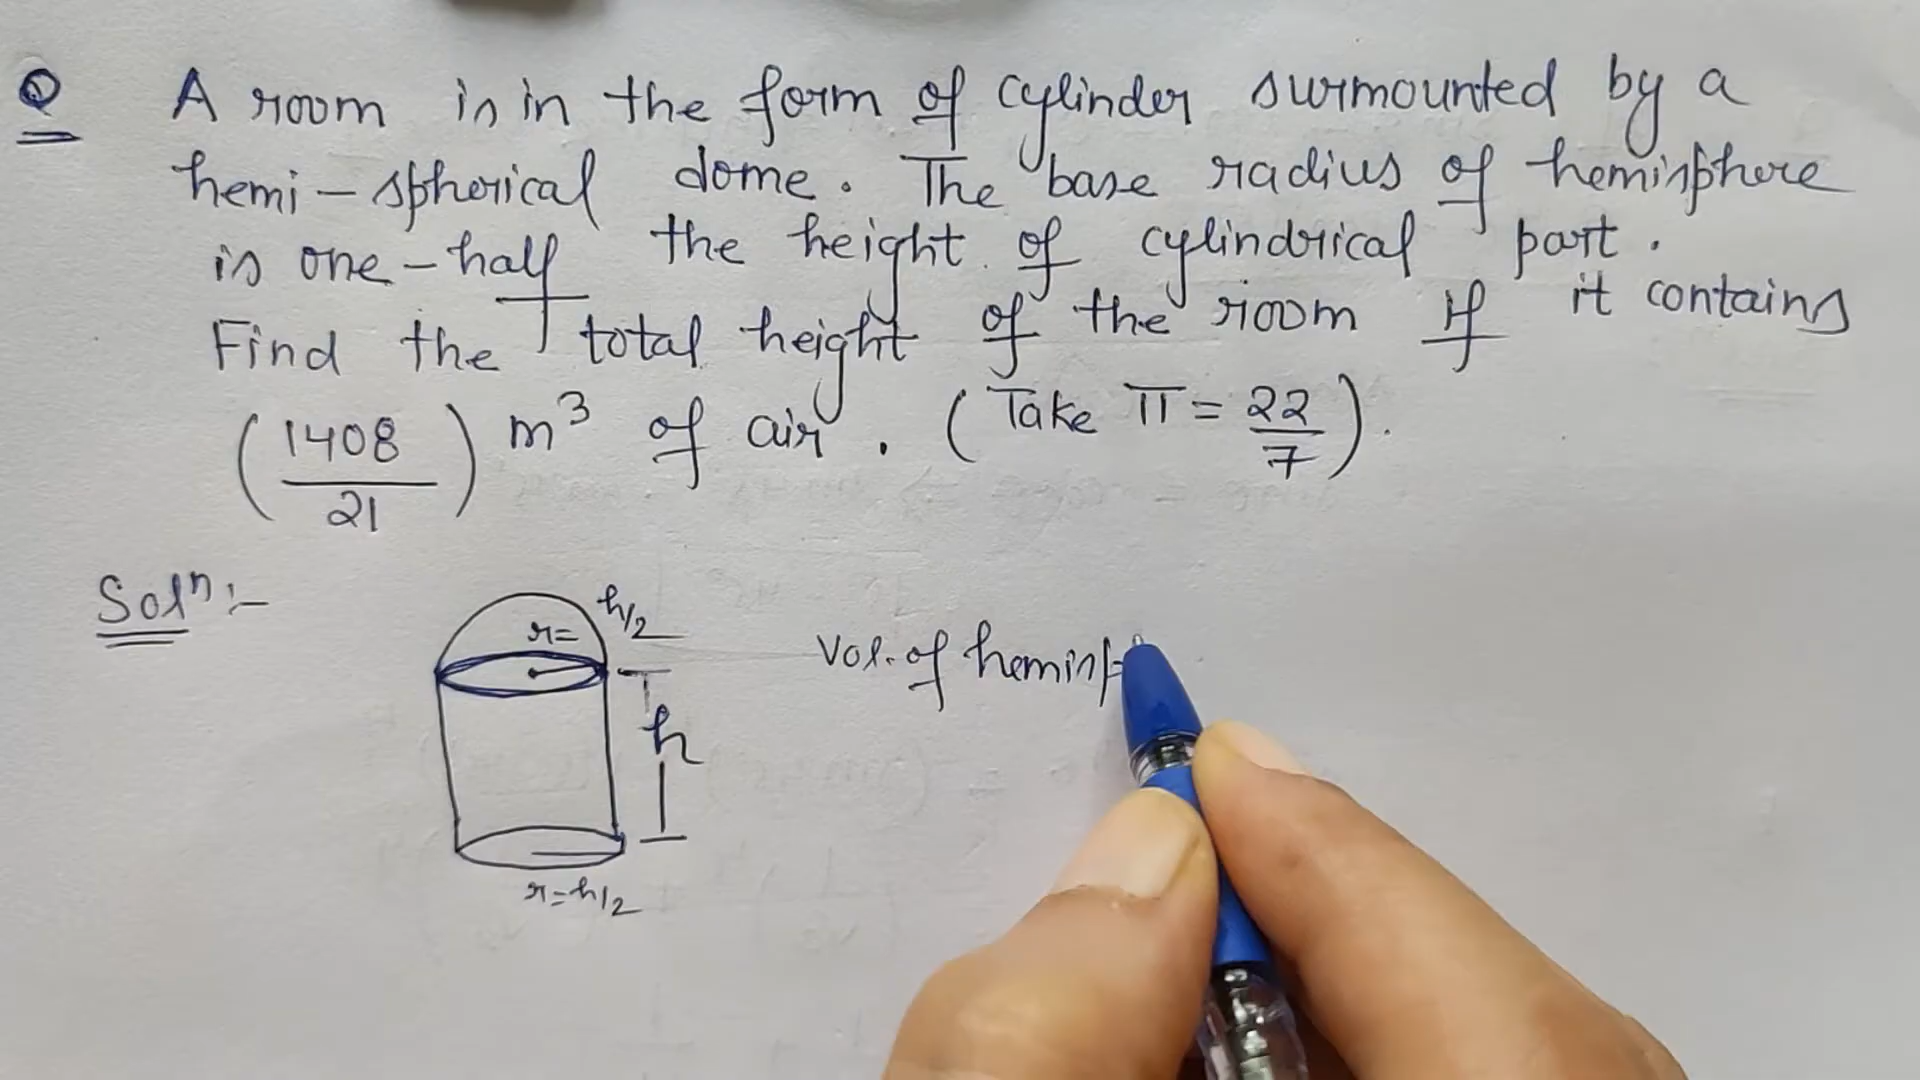 Q A room is in the form of cylinder surmounted by a
hemi-spherical dome. The base radius of hemisphere
is one-half the height of cylindrical part.
Find the total height of the room if it contains
(1408/21) m³ of air. (Take π = 22/7).
Solⁿ:-
h/2
r=
Vol. of hemisp
h
r=h/2